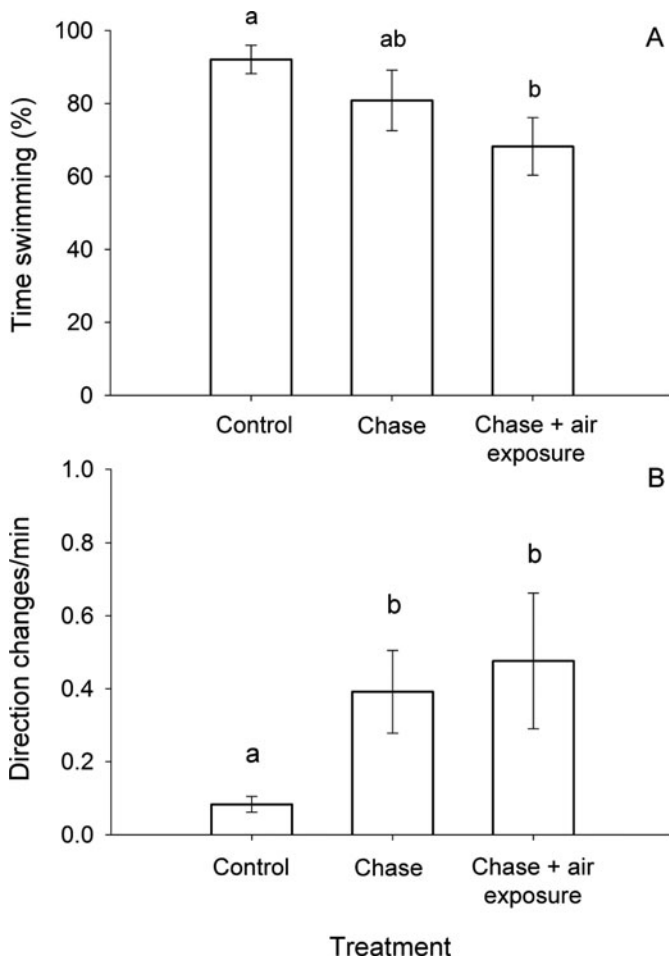 A
a
ab
b
Time swimming (%)
100
80
60
40
20
0
Control
Chase
Chase + air
exposure
B
a
b
b
Direction changes/min
1.0
0.8
0.6
0.4
0.2
0.0
Control
Chase
Chase + air
exposure
Treatment